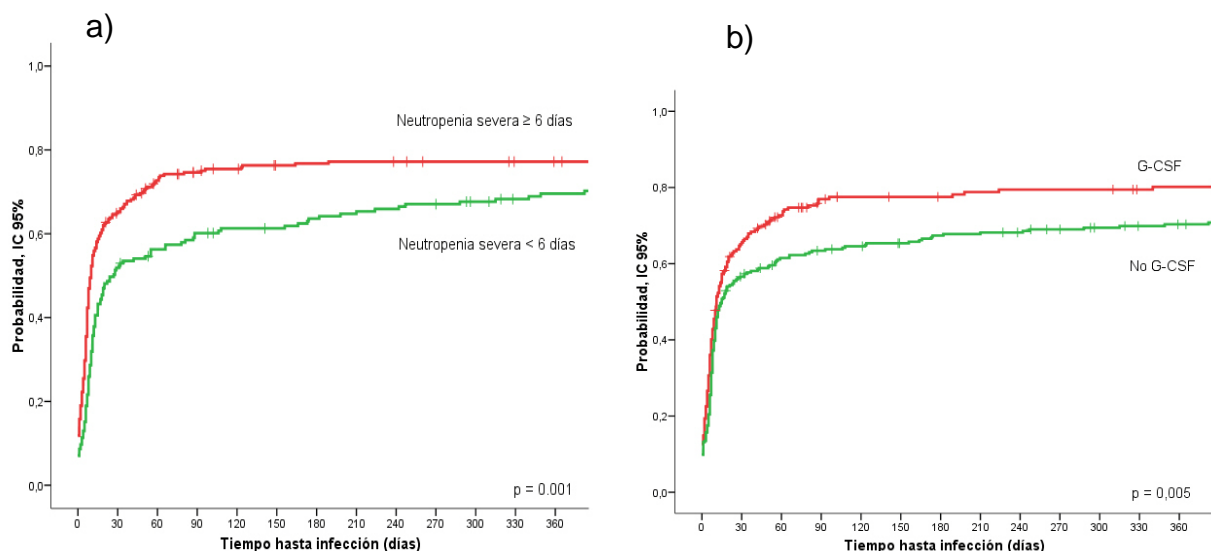 a)
Probabilidad, IC 95%
1,0
0,8
0,6
0,4
0,2
0,0
Neutropenia severa ≥ 6 días
Neutropenia severa < 6 días
p = 0.001
0 30 60 90 120 150 180 210 240 270 300 330 360
Tiempo hasta infección (días)
b)
Probabilidad, IC 95%
1,0
0,8
0,6
0,4
0,2
0,0
G-CSF
No G-CSF
p = 0,005
0 30 60 90 120 150 180 210 240 270 300 330 360
Tiempo hasta infección (días)